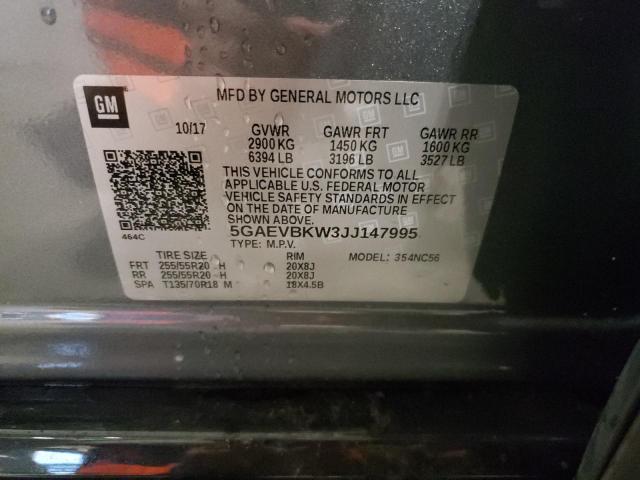 GM
MFD BY GENERAL MOTORS LLC
10/17 GVWR GAWR FRT GAWR RR
2900 KG 1450 KG 1600 KG
6394 LB 3196 LB 3527 LB
THIS VEHICLE CONFORMS TO ALL
APPLICABLE U.S. FEDERAL MOTOR
VEHICLE SAFETY STANDARDS IN EFFECT
ON THE DATE OF MANUFACTURE
SHOWN ABOVE.
464C
5GAEVBKW3JJ147995
TYPE: M.P.V.
TIRE SIZE RIM MODEL: 354NC56
FRT 255/55R20 H 20X8J
RR 255/55R20 H 20X8J
SPA T135/70R18 M 18X4.5B